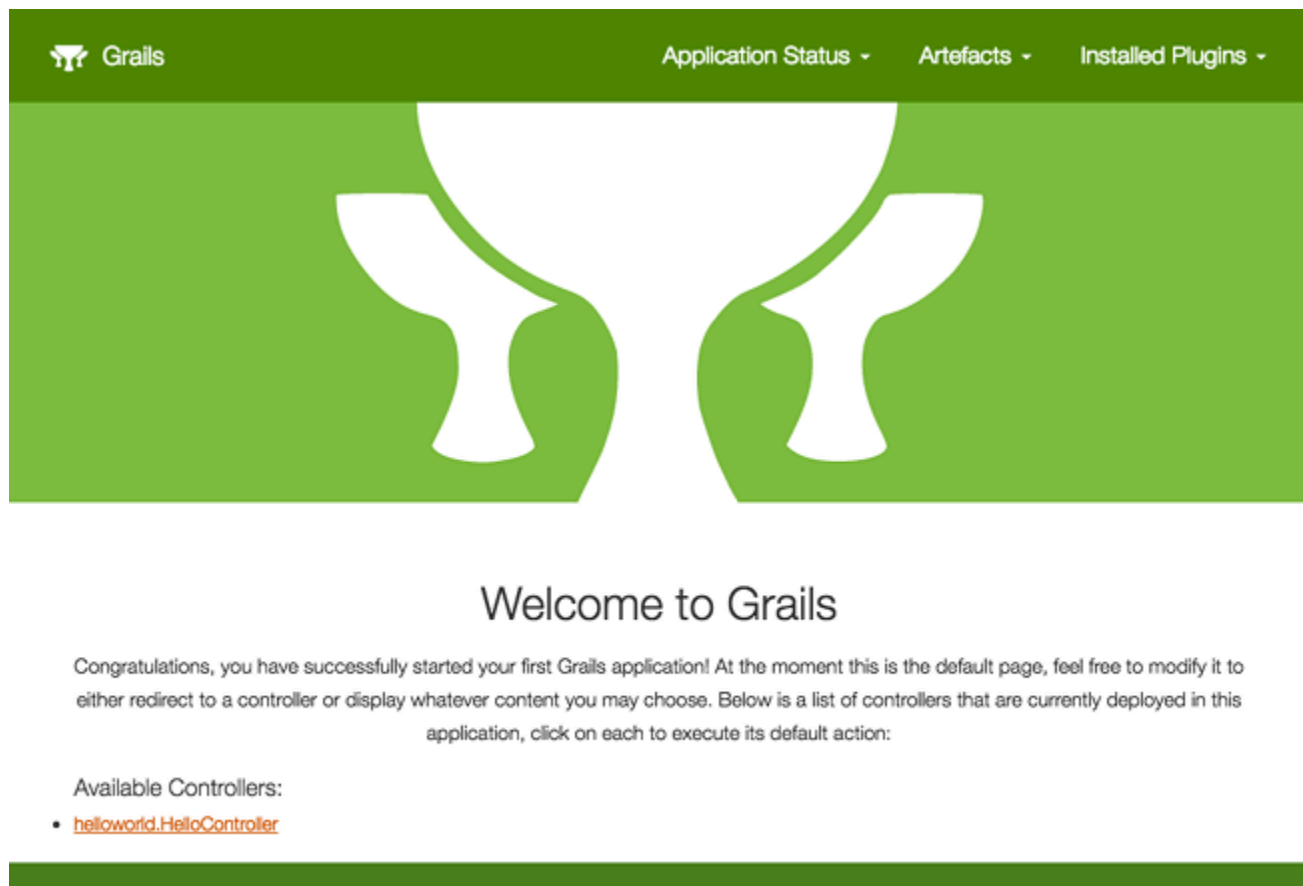 Grails
Application Status
Artefacts
Installed Plugins
Welcome to Grails
Congratulations, you have successfully started your first Grails application! At the moment this is the default page, feel free to modify it to
either redirect to a controller or display whatever content you may choose. Below is a list of controllers that are currently deployed in this
application, click on each to execute its default action:
Available Controllers:
helloworld.HelloController